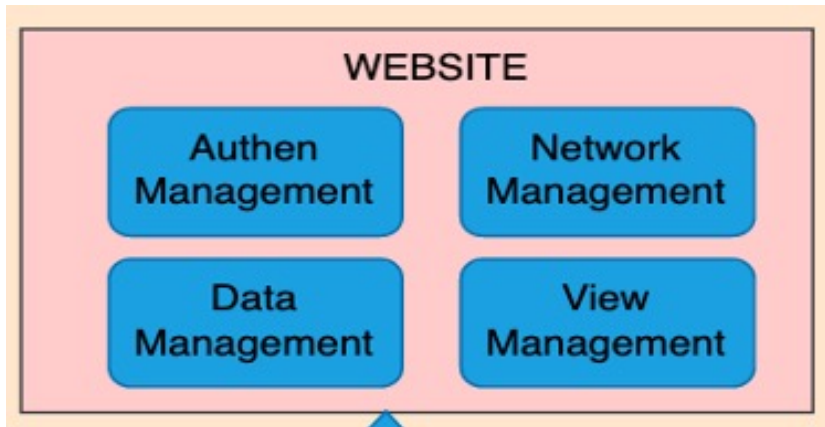 WEBSITE
Authen
Management
Network
Management
Data
Management
View
Management